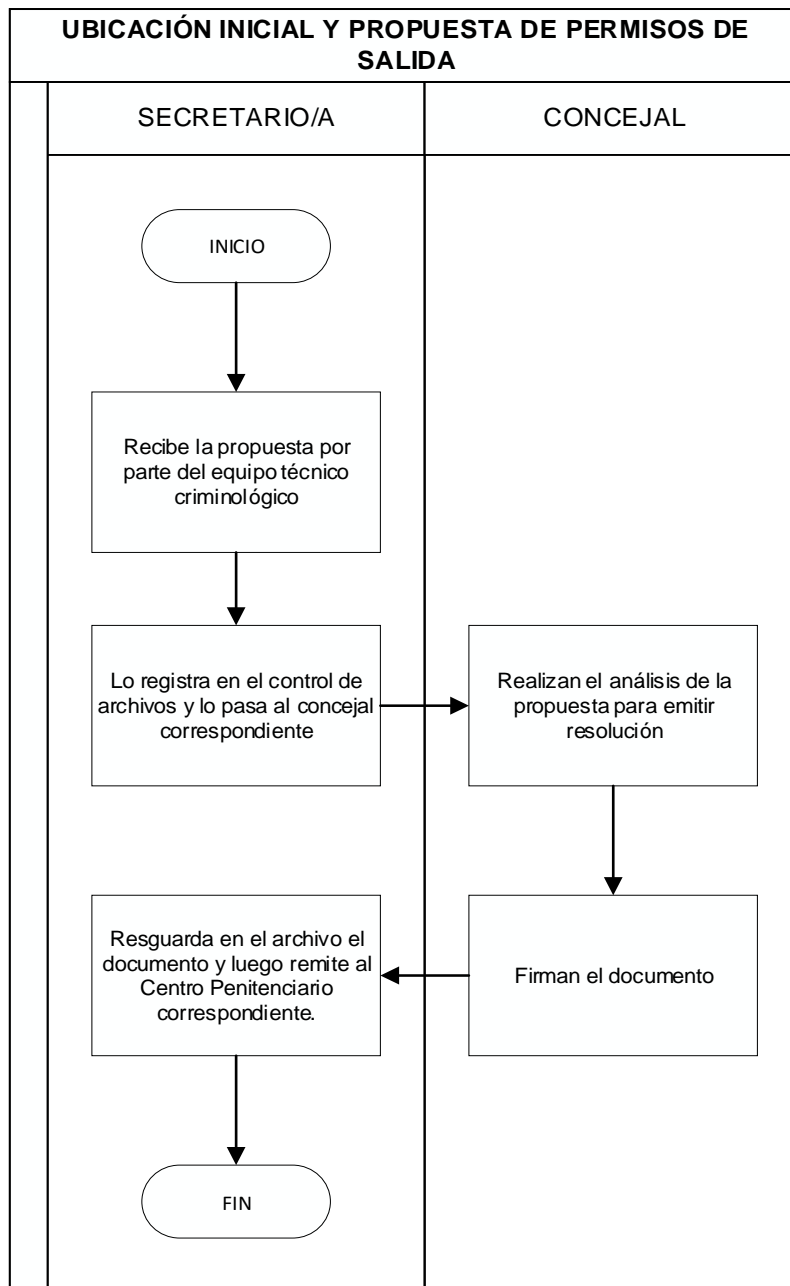 UBICACIÓN INICIAL Y PROPUESTA DE PERMISOS DE
SALIDA
SECRETARIO/A
CONCEJAL
INICIO
Recibe la propuesta por
parte del equipo técnico
criminológico
Lo registra en el control de
archivos y lo pasa al concejal
correspondiente
Realizan el análisis de la
propuesta para emitir
resolución
Firman el documento
Resguarda en el archivo el
documento y luego remite al
Centro Penitenciario
correspondiente.
FIN